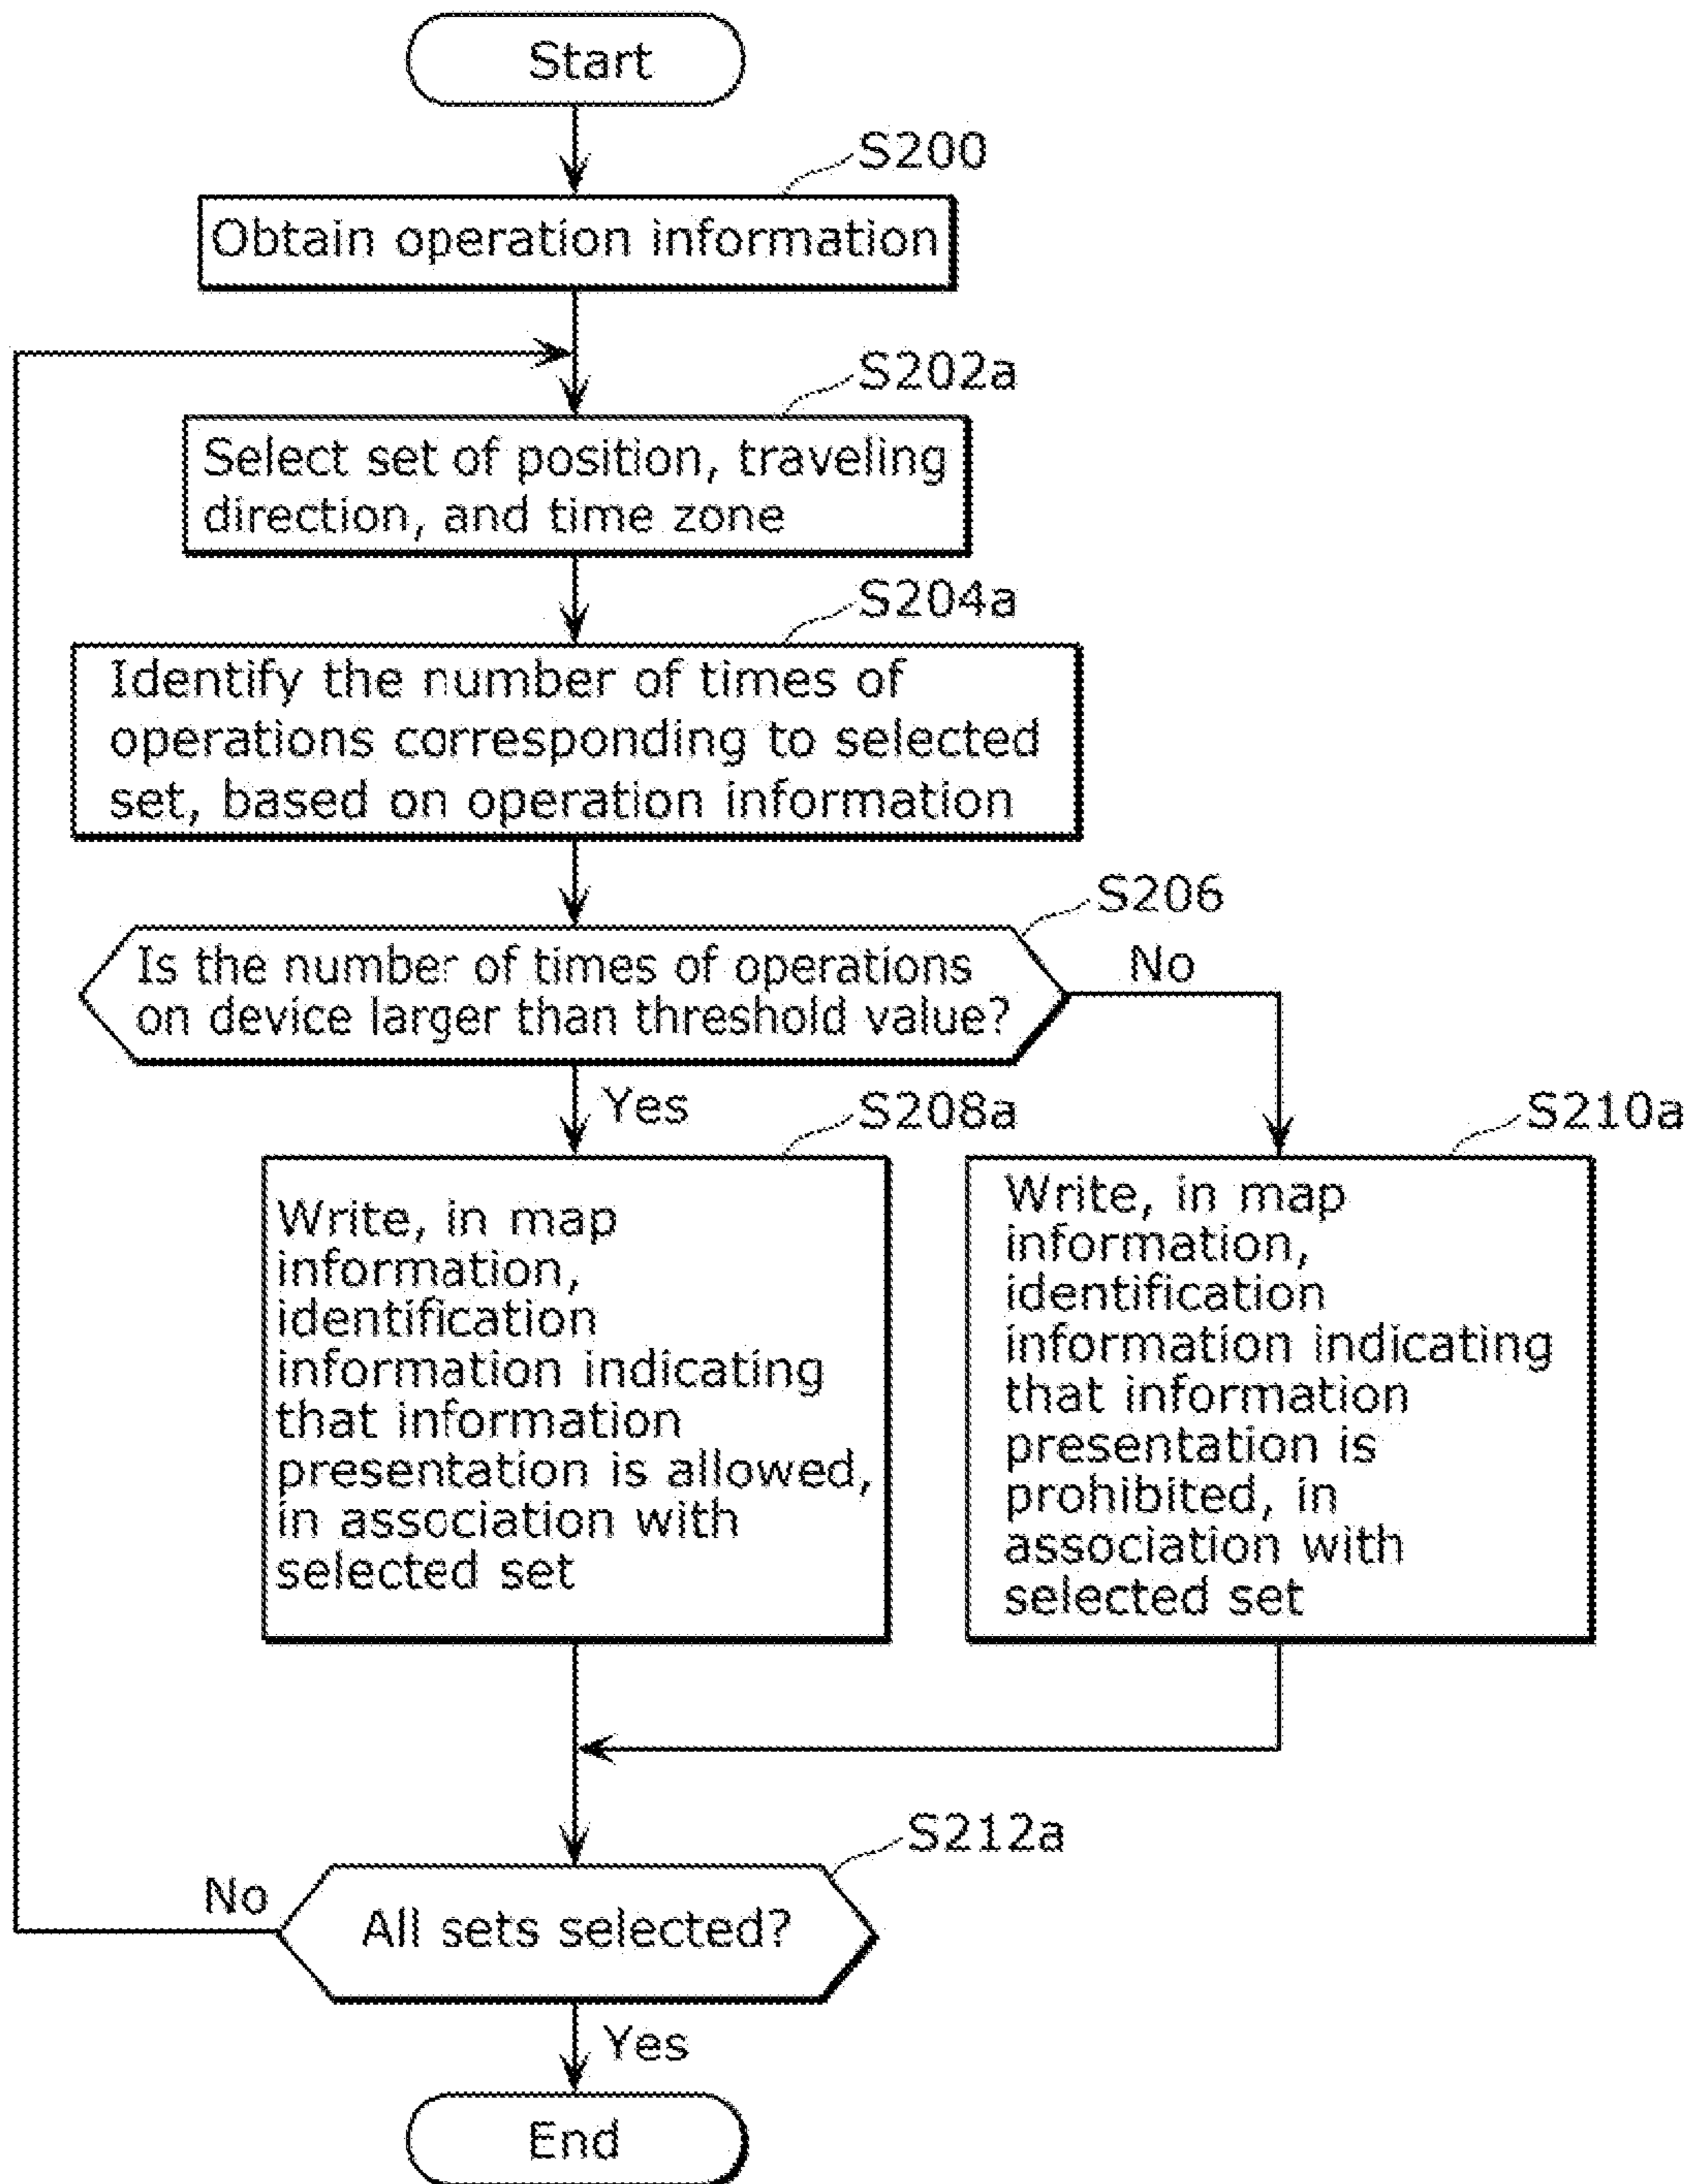 Start
S200
Obtain operation information
S202a
Select set of position, traveling
direction, and time zone
S204a
Identify the number of times of
operations corresponding to selected
set, based on operation information
S206
Is the number of times of operations
on device larger than threshold value?
No
Yes
S208a
Write, in map
information,
identification
information indicating
that information
presentation is allowed,
in association with
selected set
S210a
Write, in map
information,
identification
information indicating
that information
presentation is
prohibited, in
association with
selected set
S212a
No
All sets selected?
Yes
End